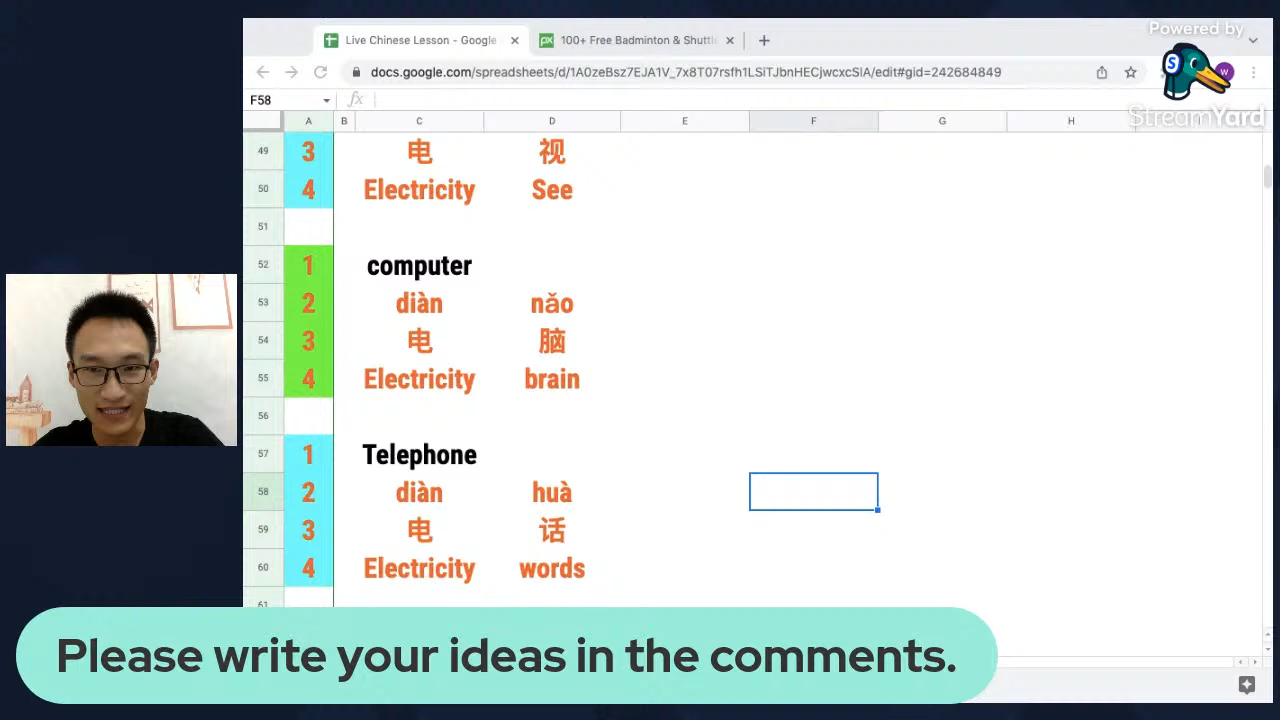 Powered by
StreamYard
Live Chinese Lesson - Google
100+ Free Badminton & Shuttle
docs.google.com/spreadsheets/d/1A0zeBsz7EJA1V_7x8T07rsfh1LSiTJbnHECjwcxcSlA/edit#gid=242684849
F58 fx
A B C D E F G H
49 3 电 视
50 4 Electricity See
51
52 1 computer
53 2 diàn nǎo
54 3 电 脑
55 4 Electricity brain
56
57 1 Telephone
58 2 diàn huà
59 3 电 话
60 4 Electricity words
61
Please write your ideas in the comments.